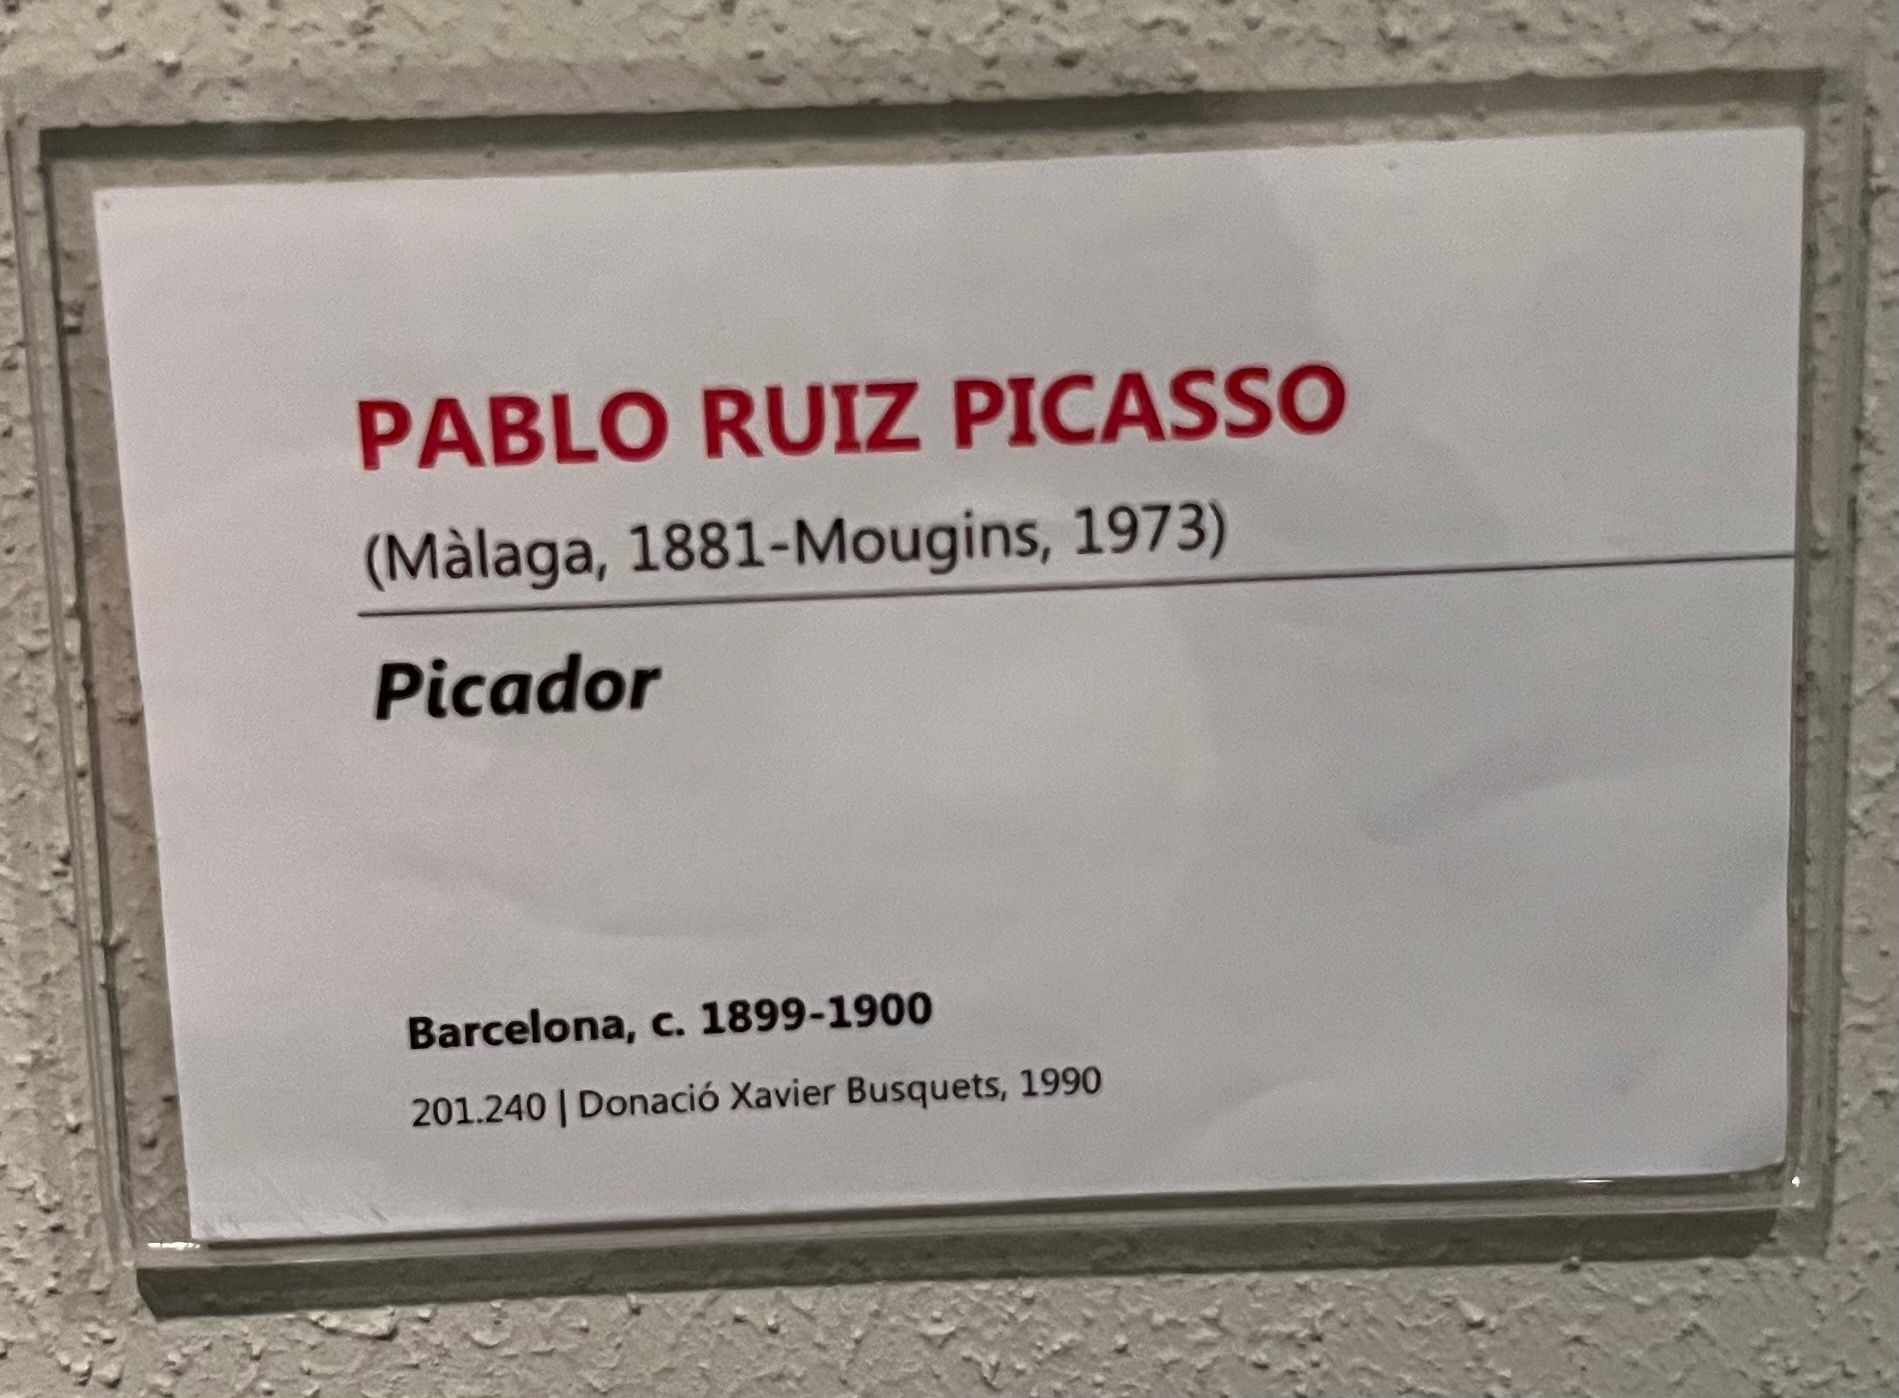 PABLO RUIZ PICASSO
(Màlaga, 1881-Mougins, 1973)
Picador
Barcelona, c. 1899-1900
201.240 | Donació Xavier Busquets, 1990